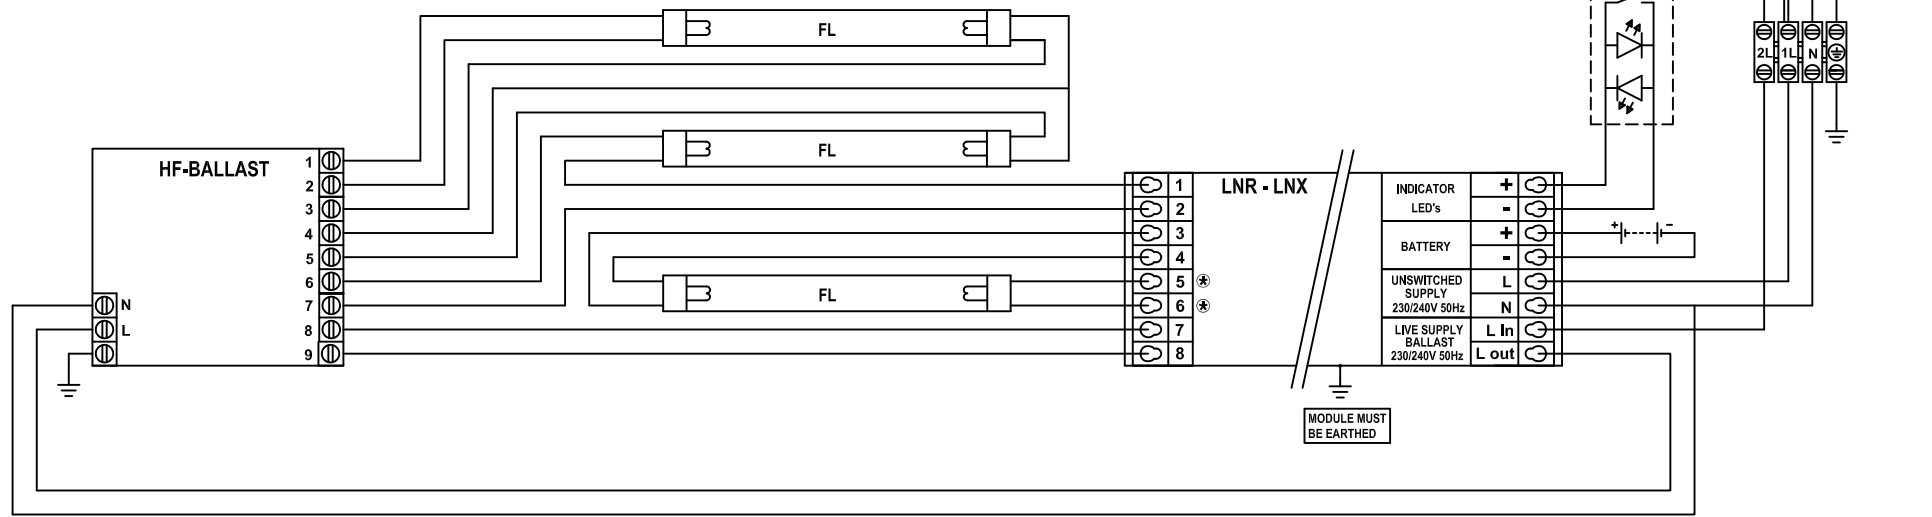 FL
FL
FL
HF-BALLAST
1
2
3
4
5
6
7
8
9
N
L
LNR - LNX
1
2
3
4
5 *
6 *
7
8
INDICATOR
LED's
+
-
BATTERY
+
-
UNSWITCHED
SUPPLY
230/240V 50Hz
L
N
LIVE SUPPLY
BALLAST
230/240V 50Hz
L In
L out
+ -
2L 1L N
MODULE MUST
BE EARTHED